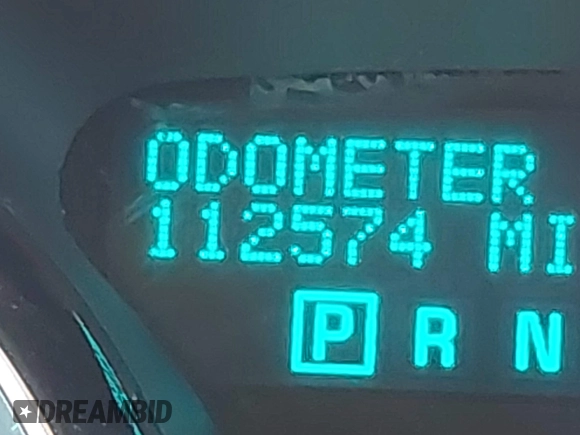 ODOMETER
112574 MI
P R N
DREAMBID